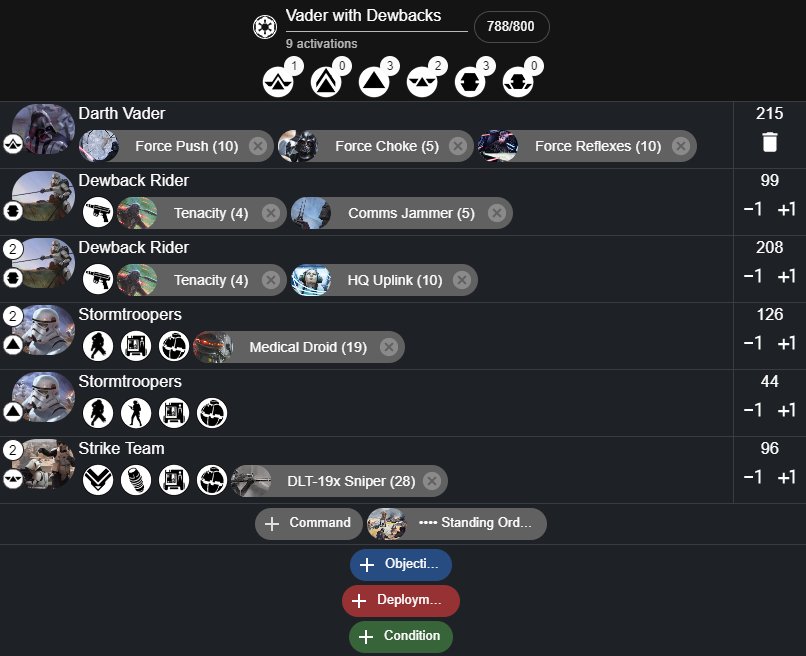 Vader with Dewbacks
788/800
9 activations
1 0 3 2 3 0
Darth Vader 215
Force Push (10) Force Choke (5) Force Reflexes (10)
Dewback Rider 99
Tenacity (4) Comms Jammer (5) −1 +1
2 Dewback Rider 208
Tenacity (4) HQ Uplink (10) −1 +1
2 Stormtroopers 126
Medical Droid (19) −1 +1
Stormtroopers 44
−1 +1
2 Strike Team 96
DLT-19x Sniper (28) −1 +1
+ Command •••• Standing Ord...
+ Objecti...
+ Deploym...
+ Condition